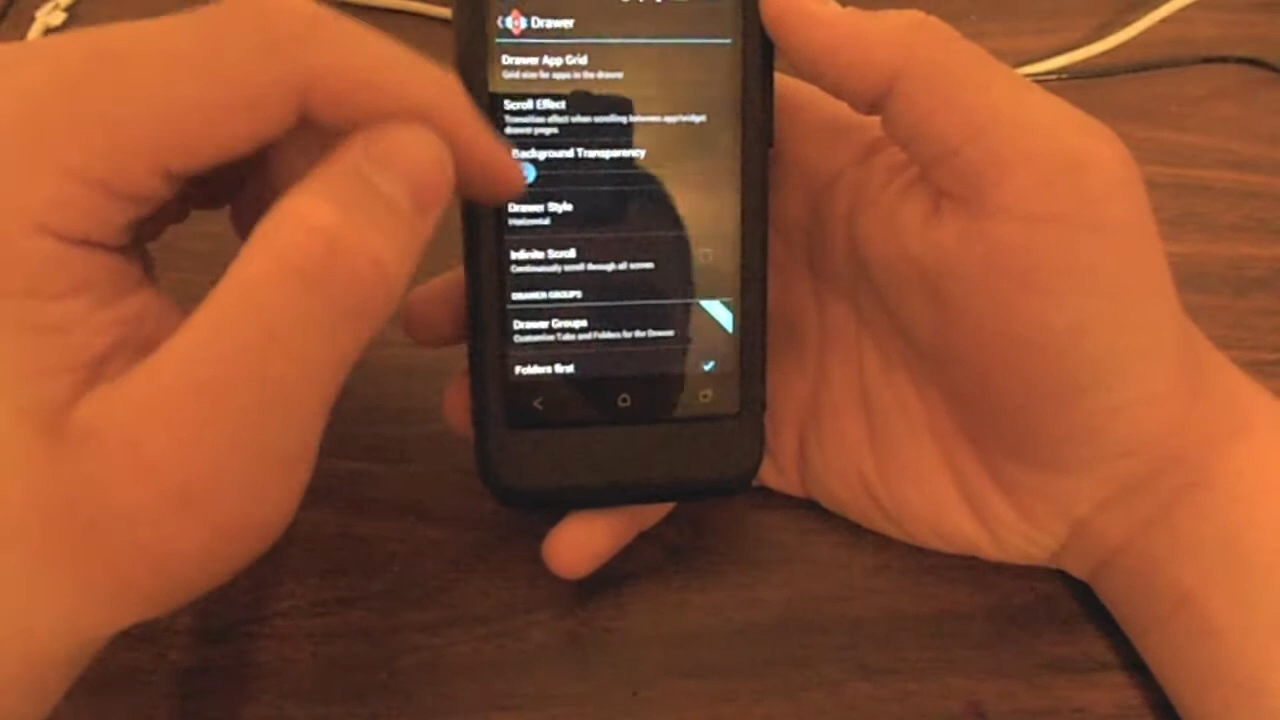 Drawer
Drawer App Grid
Grid size for apps in the drawer
Scroll Effect
Transition effect when scrolling between app/widget
drawer pages
Background Transparency
Drawer Style
Horizontal
Infinite Scroll
Continuously scroll through all screens
DRAWER GROUPS
Drawer Groups
Customize Tabs and Folders for the Drawer
Folders first